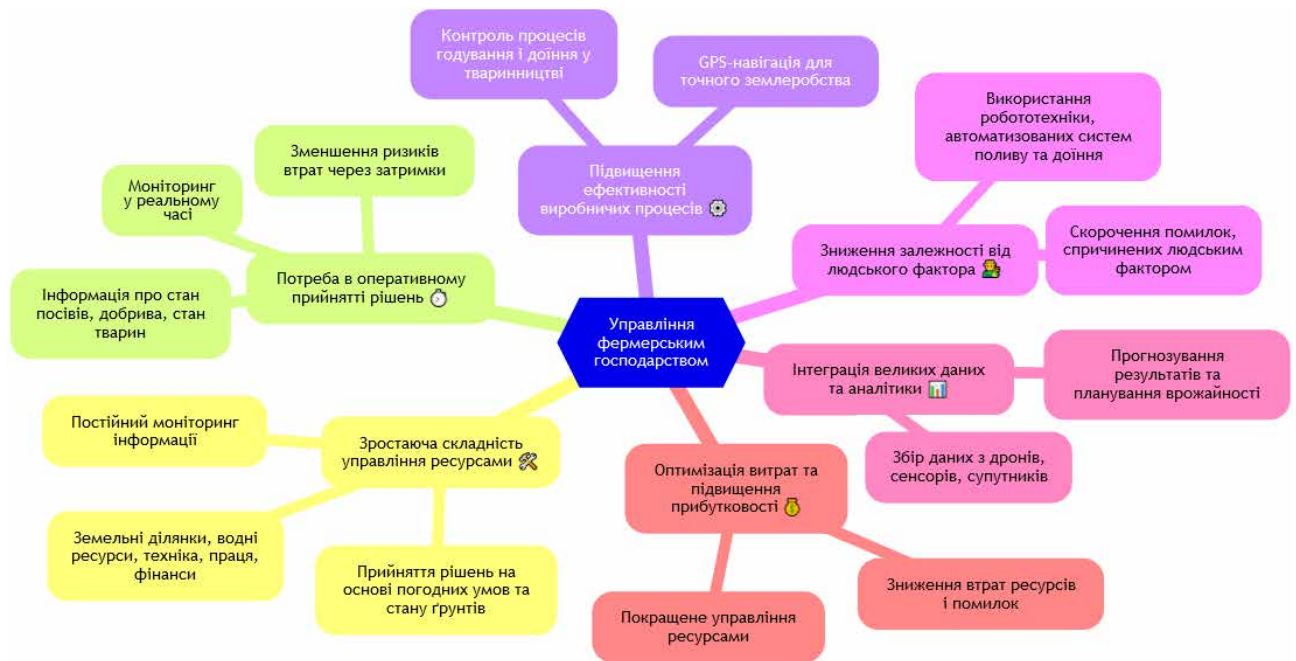 Контроль процесів
годування і доїння у
тваринництві
GPS-навігація для
точного землеробства
Використання
робототехніки,
автоматизованих систем
поливу та доїння
Зменшення ризиків
втрат через затримки
Моніторинг
у реальному
часі
Підвищення
ефективності
виробничих процесів
Зниження залежності від
людського фактора
Скорочення помилок,
спричинених людським
фактором
Потреба в оперативному
прийнятті рішень
Інформація про стан
посівів, добрива, стан
тварин
Управління
фермерським
господарством
Інтеграція великих даних
та аналітики
Прогнозування
результатів та
планування врожайності
Постійний моніторинг
інформації
Зростаюча складність
управління ресурсами
Оптимізація витрат та
підвищення
прибутковості
Збір даних з дронів,
сенсорів, супутників
Земельні ділянки, водні
ресурси, техніка, праця,
фінанси
Прийняття рішень на
основі погодних умов та
стану ґрунтів
Покращене управління
ресурсами
Зниження втрат ресурсів
і помилок